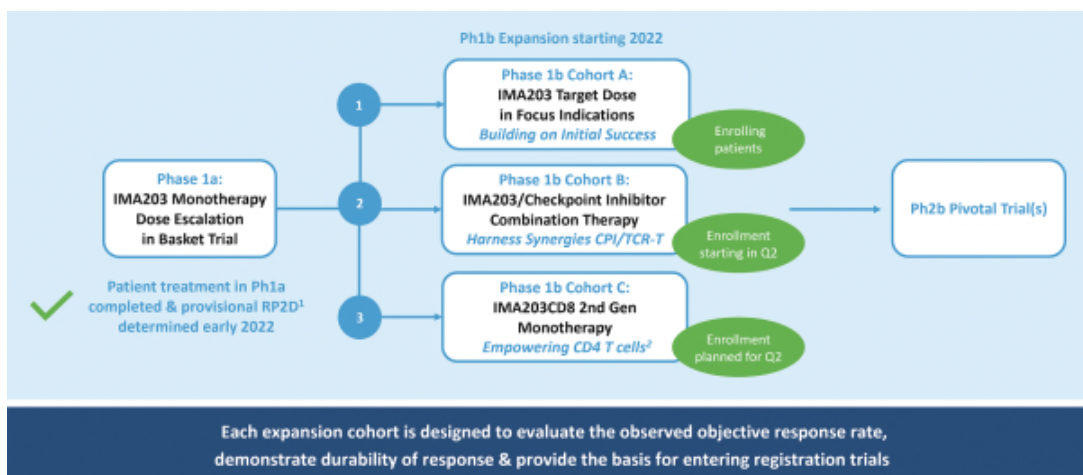 Ph1b Expansion starting 2022
Phase 1a:
IMA203 Monotherapy
Dose Escalation
in Basket Trial
Patient treatment in Ph1a
completed & provisional RP2D¹
determined early 2022
1
Phase 1b Cohort A:
IMA203 Target Dose
in Focus Indications
Building on Initial Success
Enrolling
patients
2
Phase 1b Cohort B:
IMA203/Checkpoint Inhibitor
Combination Therapy
Harness Synergies CPI/TCR-T
Enrollment
starting in Q2
3
Phase 1b Cohort C:
IMA203CD8 2nd Gen
Monotherapy
Empowering CD4 T cells²
Enrollment
planned for Q2
Ph2b Pivotal Trial(s)
Each expansion cohort is designed to evaluate the observed objective response rate,
demonstrate durability of response & provide the basis for entering registration trials